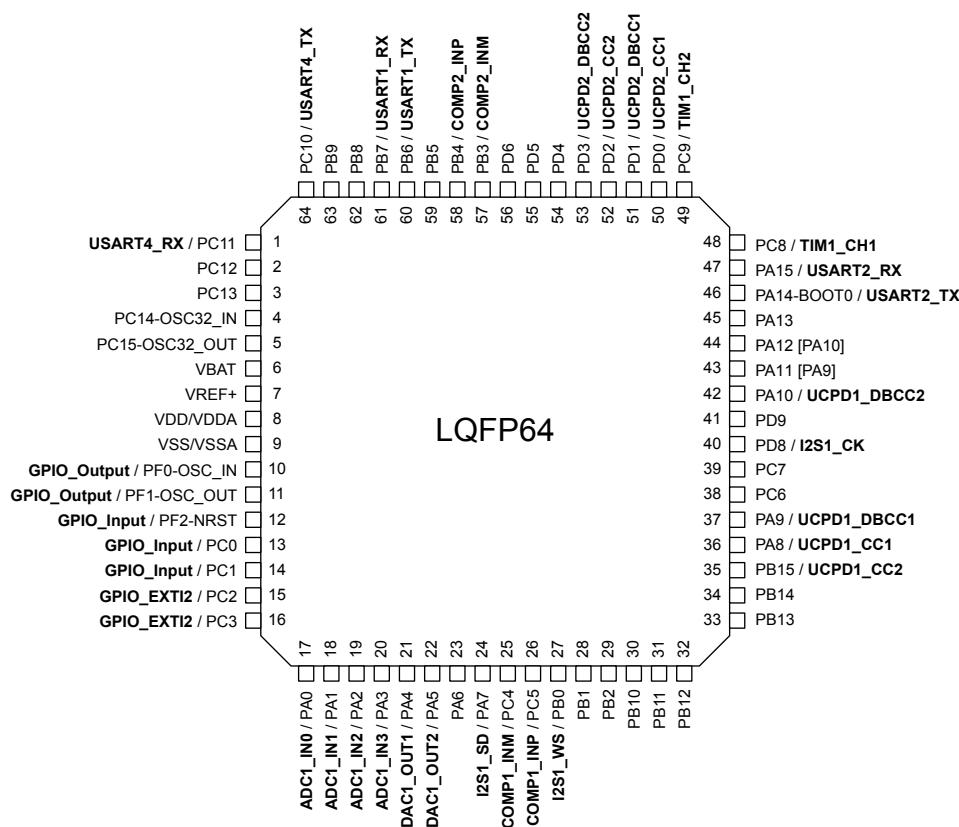 PC10 / USART4_TX
PB9
PB8
PB7 / USART1_RX
PB6 / USART1_TX
PB5
PB4 / COMP2_INP
PB3 / COMP2_INM
PD6
PD5
PD4
PD3 / UCPD2_DBCC2
PD2 / UCPD2_CC2
PD1 / UCPD2_DBCC1
PD0 / UCPD2_CC1
PC9 / TIM1_CH2
64 63 62 61 60 59 58 57 56 55 54 53 52 51 50 49
USART4_RX / PC11 1
PC12 2
PC13 3
PC14-OSC32_IN 4
PC15-OSC32_OUT 5
VBAT 6
VREF+ 7
VDD/VDDA 8
VSS/VSSA 9
GPIO_Output / PF0-OSC_IN 10
GPIO_Output / PF1-OSC_OUT 11
GPIO_Input / PF2-NRST 12
GPIO_Input / PC0 13
GPIO_Input / PC1 14
GPIO_EXTI2 / PC2 15
GPIO_EXTI2 / PC3 16
LQFP64
48 PC8 / TIM1_CH1
47 PA15 / USART2_RX
46 PA14-BOOT0 / USART2_TX
45 PA13
44 PA12 [PA10]
43 PA11 [PA9]
42 PA10 / UCPD1_DBCC2
41 PD9
40 PD8 / I2S1_CK
39 PC7
38 PC6
37 PA9 / UCPD1_DBCC1
36 PA8 / UCPD1_CC1
35 PB15 / UCPD1_CC2
34 PB14
33 PB13
17 18 19 20 21 22 23 24 25 26 27 28 29 30 31 32
ADC1_IN0 / PA0
ADC1_IN1 / PA1
ADC1_IN2 / PA2
ADC1_IN3 / PA3
DAC1_OUT1 / PA4
DAC1_OUT2 / PA5
PA6
I2S1_SD / PA7
COMP1_INM / PC4
COMP1_INP / PC5
I2S1_WS / PB0
PB1
PB2
PB10
PB11
PB12